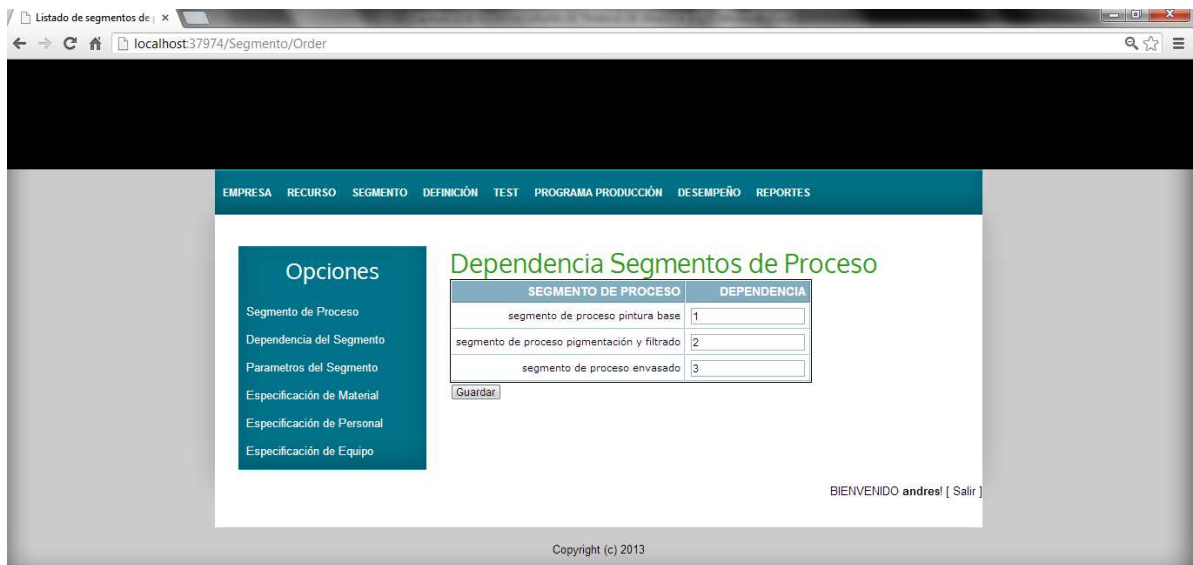 Listado de segmentos de p
localhost:37974/Segmento/Order
EMPRESA RECURSO SEGMENTO DEFINICIÓN TEST PROGRAMA PRODUCCIÓN DESEMPEÑO REPORTES
Opciones
Segmento de Proceso
Dependencia del Segmento
Parametros del Segmento
Especificación de Material
Especificación de Personal
Especificación de Equipo
Dependencia Segmentos de Proceso
SEGMENTO DE PROCESO DEPENDENCIA
segmento de proceso pintura base 1
segmento de proceso pigmentación y filtrado 2
segmento de proceso envasado 3
Guardar
BIENVENIDO andres! [ Salir ]
Copyright (c) 2013